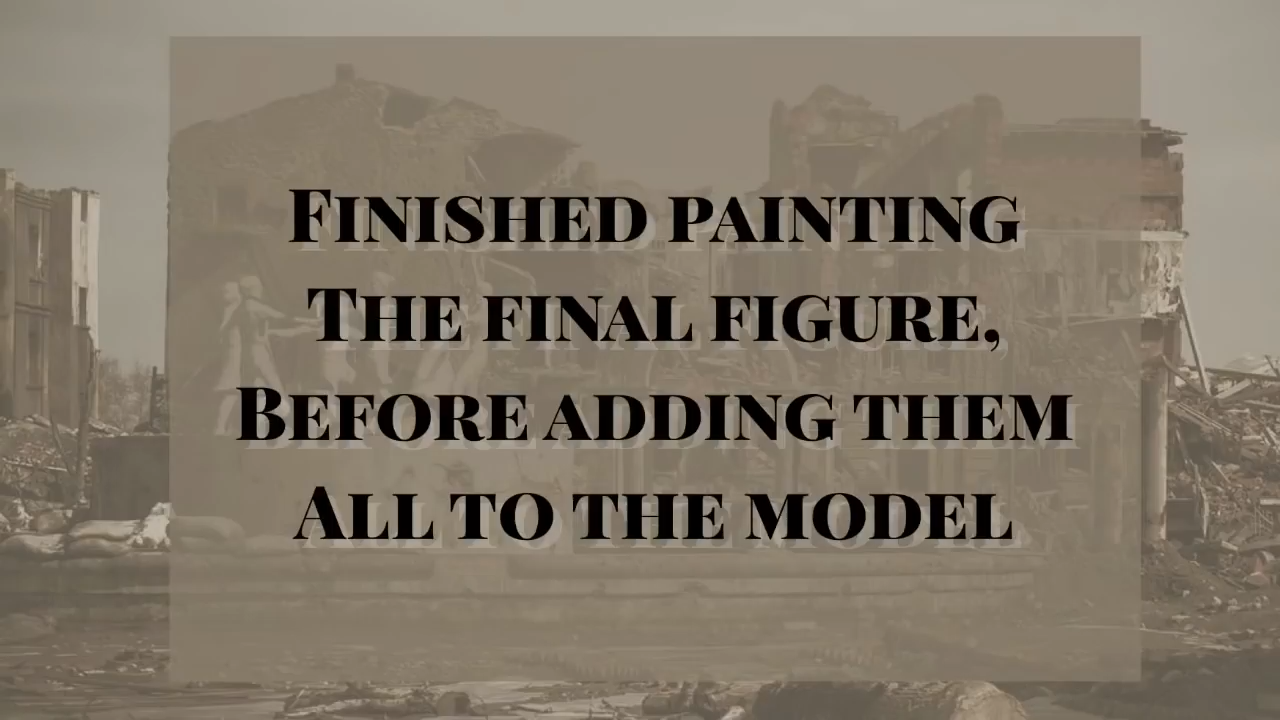 Finished painting
The final figure,
Before adding them
All to the model